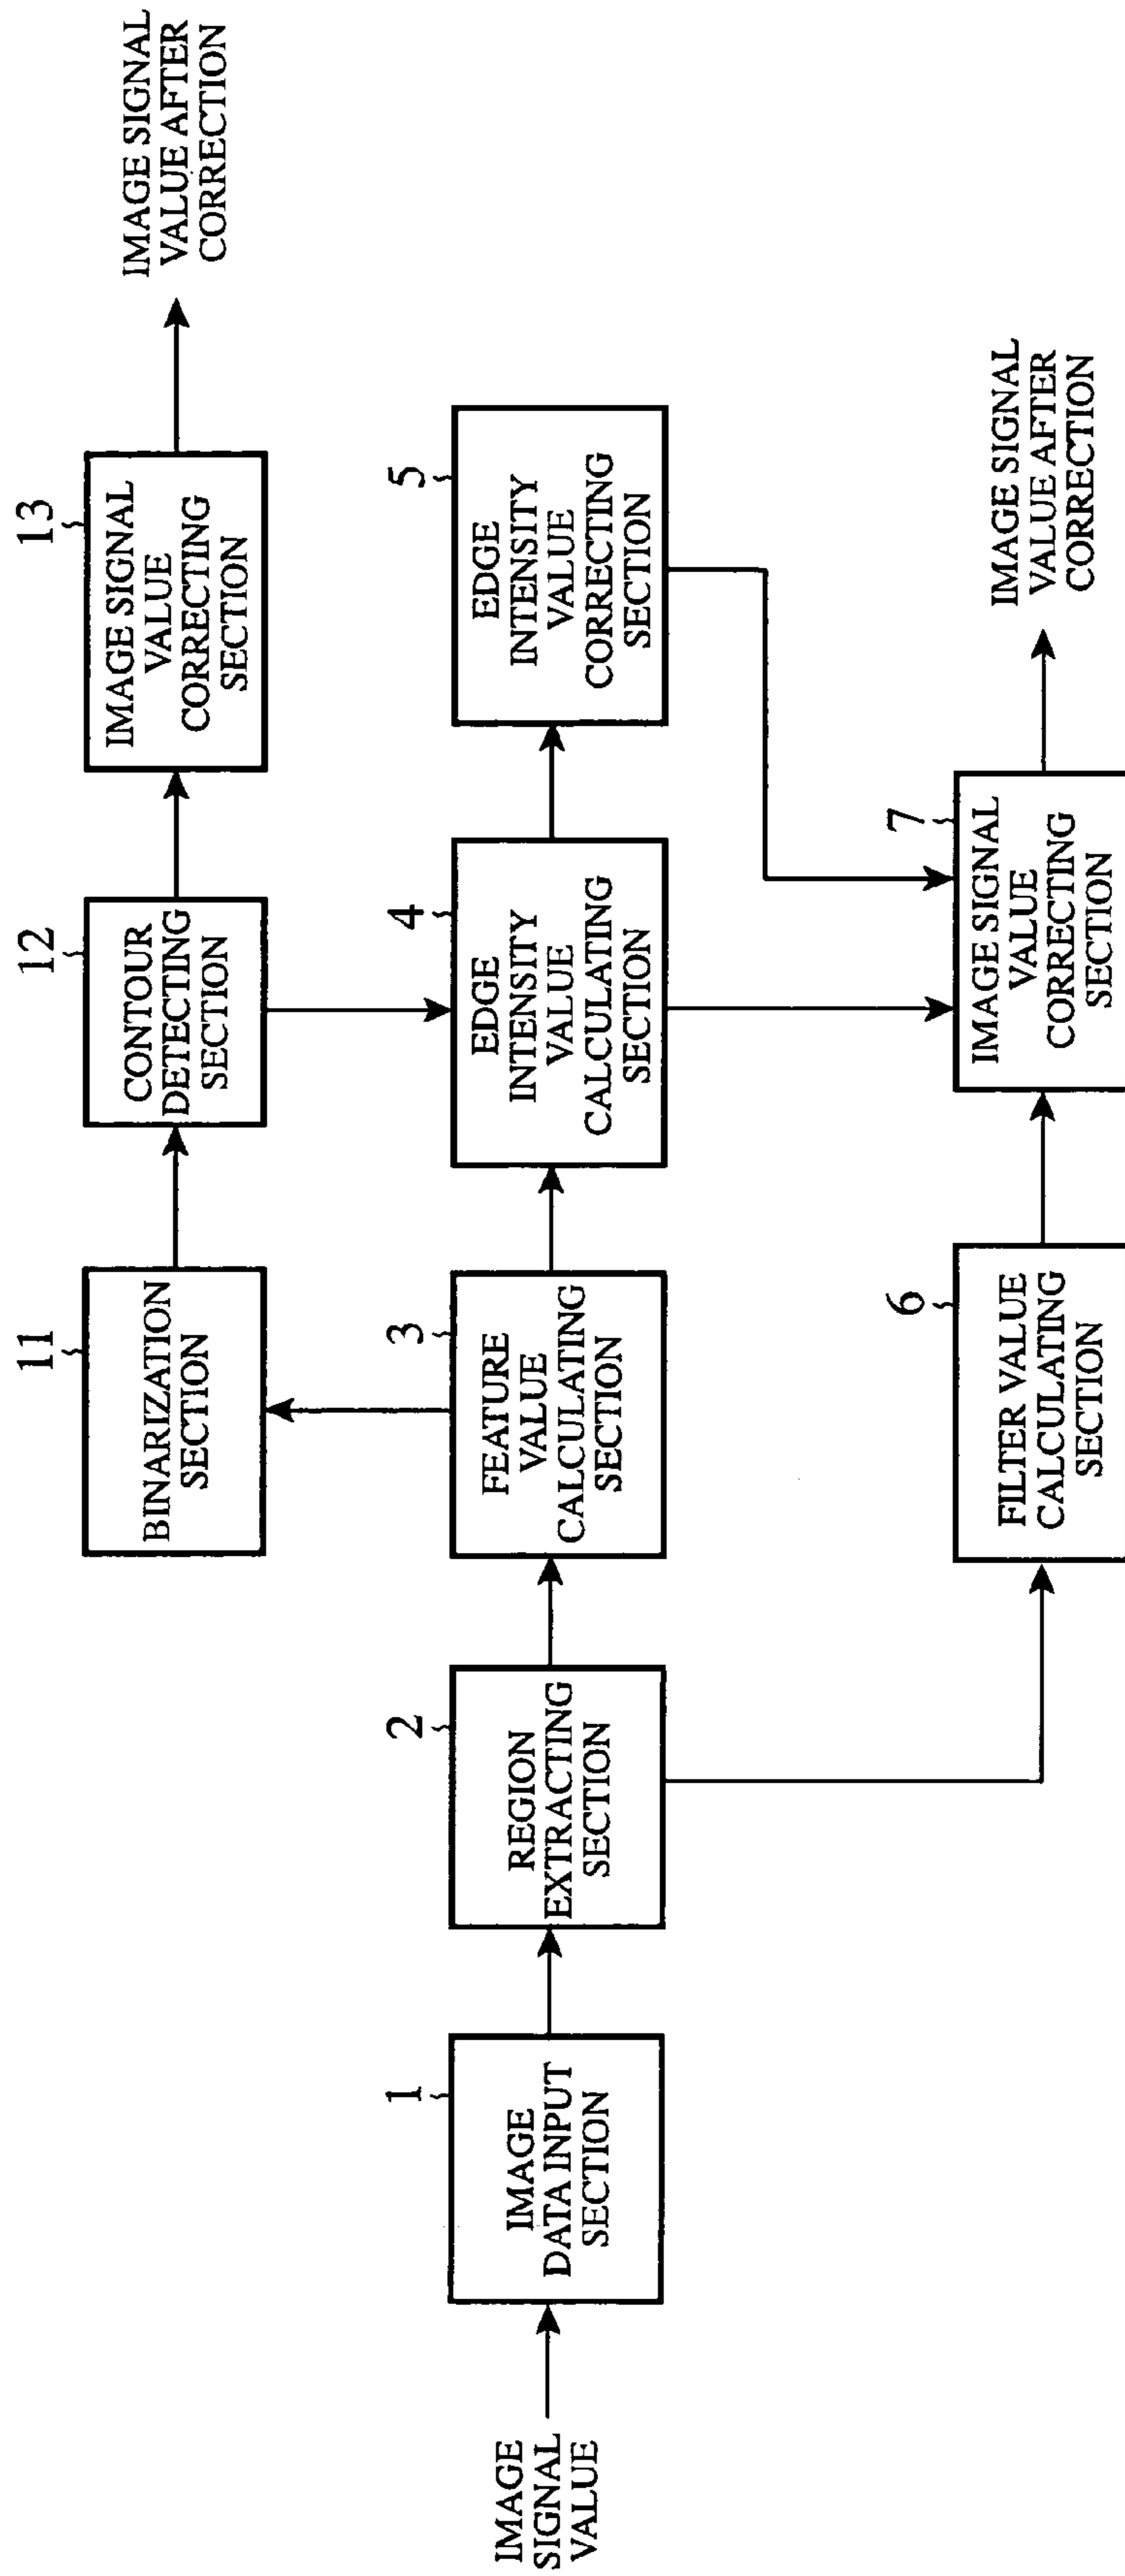 11
BINARIZATION
SECTION
12
CONTOUR
DETECTING
SECTION
13
IMAGE SIGNAL
VALUE
CORRECTING
SECTION
IMAGE SIGNAL
VALUE AFTER
CORRECTION
IMAGE
SIGNAL
VALUE
1
IMAGE
DATA INPUT
SECTION
2
REGION
EXTRACTING
SECTION
3
FEATURE
VALUE
CALCULATING
SECTION
4
EDGE
INTENSITY
VALUE
CALCULATING
SECTION
5
EDGE
INTENSITY
VALUE
CORRECTING
SECTION
6
FILTER VALUE
CALCULATING
SECTION
7
IMAGE SIGNAL
VALUE
CORRECTING
SECTION
IMAGE SIGNAL
VALUE AFTER
CORRECTION